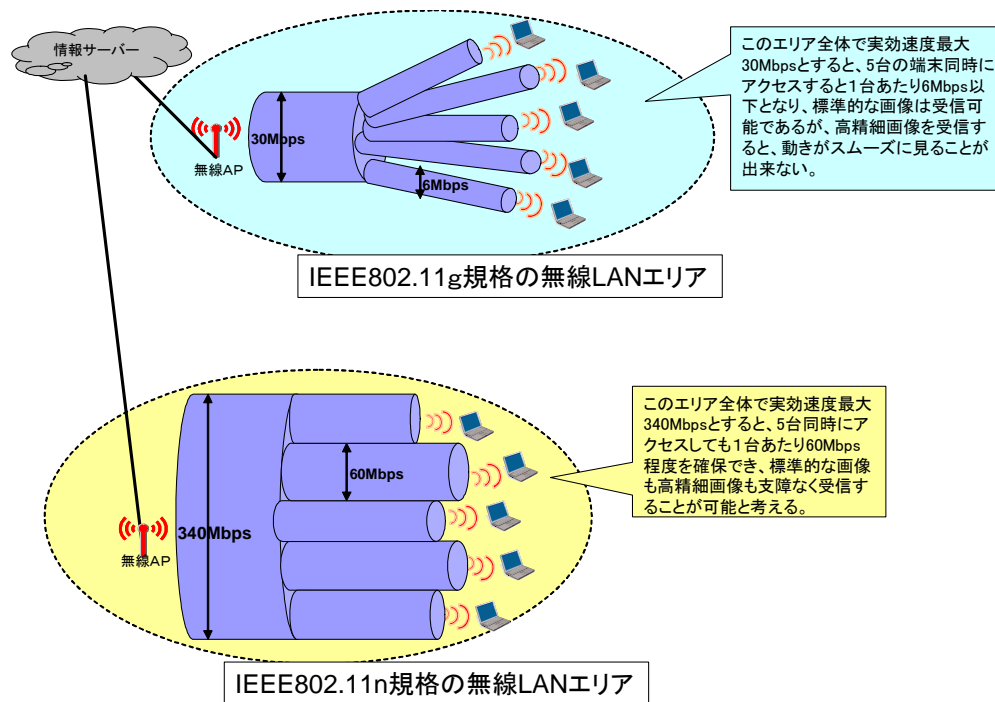 情報サーバー
無線AP
30Mbps
6Mbps
このエリア全体で実効速度最大
30Mbpsとすると、5台の端末同時に
アクセスすると1台あたり6Mbps以
下となり、標準的な画像は受信可
能であるが、高精細画像を受信す
ると、動きがスムーズに見ることが
出来ない。
IEEE802.11g規格の無線LANエリア
無線AP
340Mbps
60Mbps
このエリア全体で実効速度最大
340Mbpsとすると、5台同時にア
クセスしても1台あたり60Mbps
程度を確保でき、標準的な画像
も高精細画像も支障なく受信す
ることが可能と考える。
IEEE802.11n規格の無線LANエリア